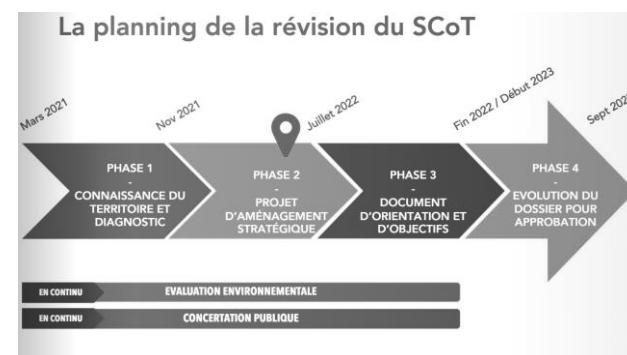 La planning de la révision du SCoT
Mars 2021
Nov 2021
Juillet 2022
Fin 2022 / Début 2023
Sept
PHASE 1
-
CONNAISSANCE DU
TERRITOIRE ET
DIAGNOSTIC
PHASE 2
-
PROJET
D'AMÉNAGEMENT
STRATÉGIQUE
PHASE 3
-
DOCUMENT
D'ORIENTATION ET
D'OBJECTIFS
PHASE 4
-
EVOLUTION DU
DOSSIER POUR
APPROBATION
EN CONTINU
EVALUATION ENVIRONNEMENTALE
EN CONTINU
CONCERTATION PUBLIQUE